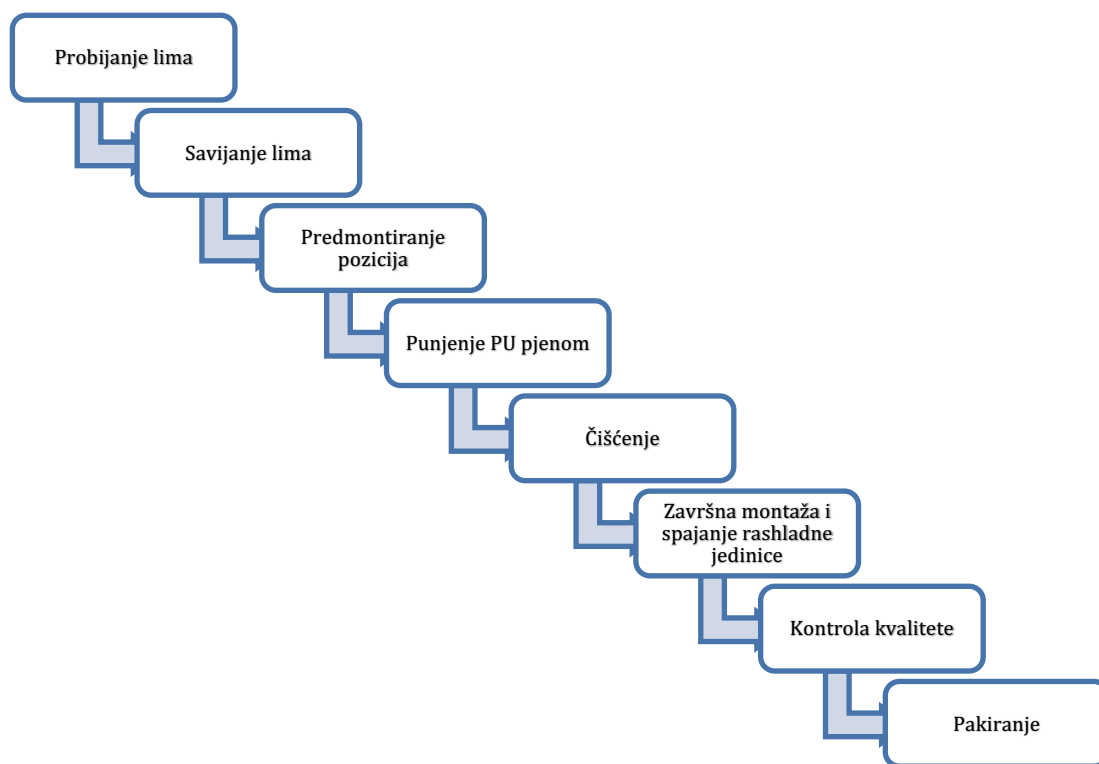 Probijanje lima
Savijanje lima
Predmontiranje
pozicija
Punjenje PU pjenom
Čišćenje
Završna montaža i
spajanje rashladne
jedinice
Kontrola kvalitete
Pakiranje